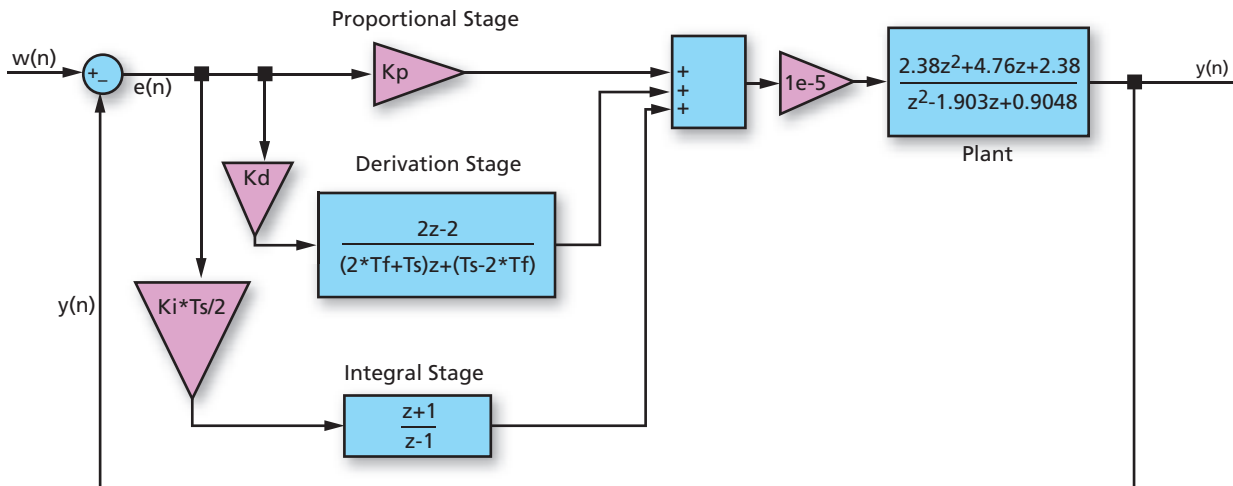 Proportional Stage
w(n)
+
-
e(n)
Kp
+
+
+
1e-5
2.38z²+4.76z+2.38
z²-1.903z+0.9048
Plant
y(n)
Derivation Stage
Kd
2z-2
(2*Tf+Ts)z+(Ts-2*Tf)
y(n)
Ki*Ts/2
Integral Stage
z+1
z-1